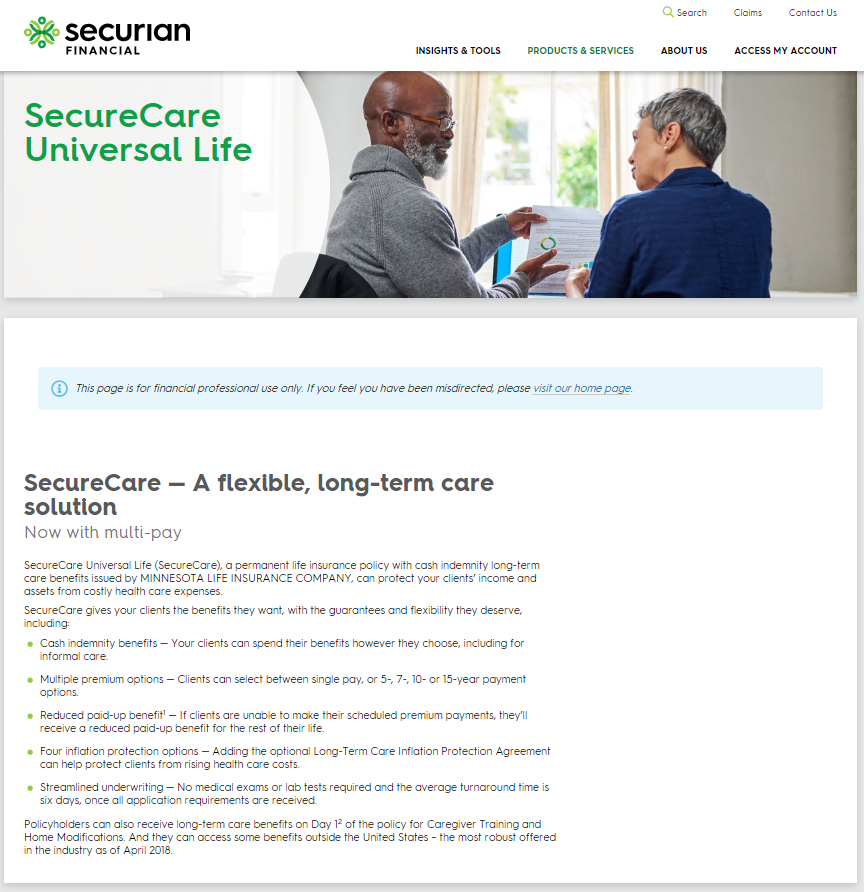 Search Claims Contact Us
securian
FINANCIAL
INSIGHTS & TOOLS PRODUCTS & SERVICES ABOUT US ACCESS MY ACCOUNT
SecureCare
Universal Life
This page is for financial professional use only. If you feel you have been misdirected, please visit our home page.
SecureCare — A flexible, long-term care
solution
Now with multi-pay
SecureCare Universal Life (SecureCare), a permanent life insurance policy with cash indemnity long-term
care benefits issued by MINNESOTA LIFE INSURANCE COMPANY, can protect your clients' income and
assets from costly health care expenses.
SecureCare gives your clients the benefits they want, with the guarantees and flexibility they deserve,
including:
Cash indemnity benefits — Your clients can spend their benefits however they choose, including for
informal care.
Multiple premium options — Clients can select between single pay, or 5-, 7-, 10- or 15-year payment
options.
Reduced paid-up benefit¹ — If clients are unable to make their scheduled premium payments, they'll
receive a reduced paid-up benefit for the rest of their life.
Four inflation protection options — Adding the optional Long-Term Care Inflation Protection Agreement
can help protect clients from rising health care costs.
Streamlined underwriting — No medical exams or lab tests required and the average turnaround time is
six days, once all application requirements are received.
Policyholders can also receive long-term care benefits on Day 1² of the policy for Caregiver Training and
Home Modifications. And they can access some benefits outside the United States – the most robust offered
in the industry as of April 2018.